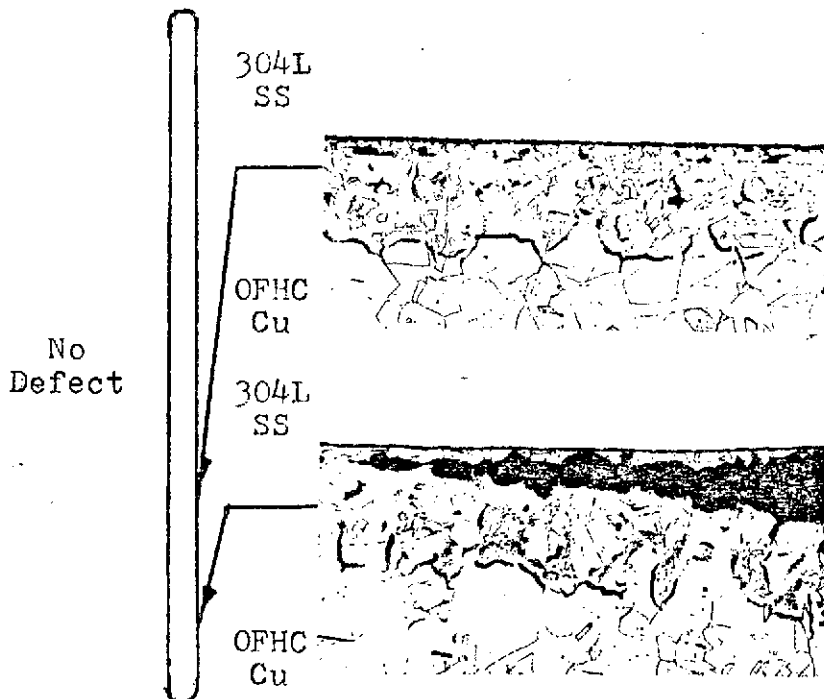 304L
SS
OFHC
Cu
No
Defect
304L
SS
OFHC
Cu